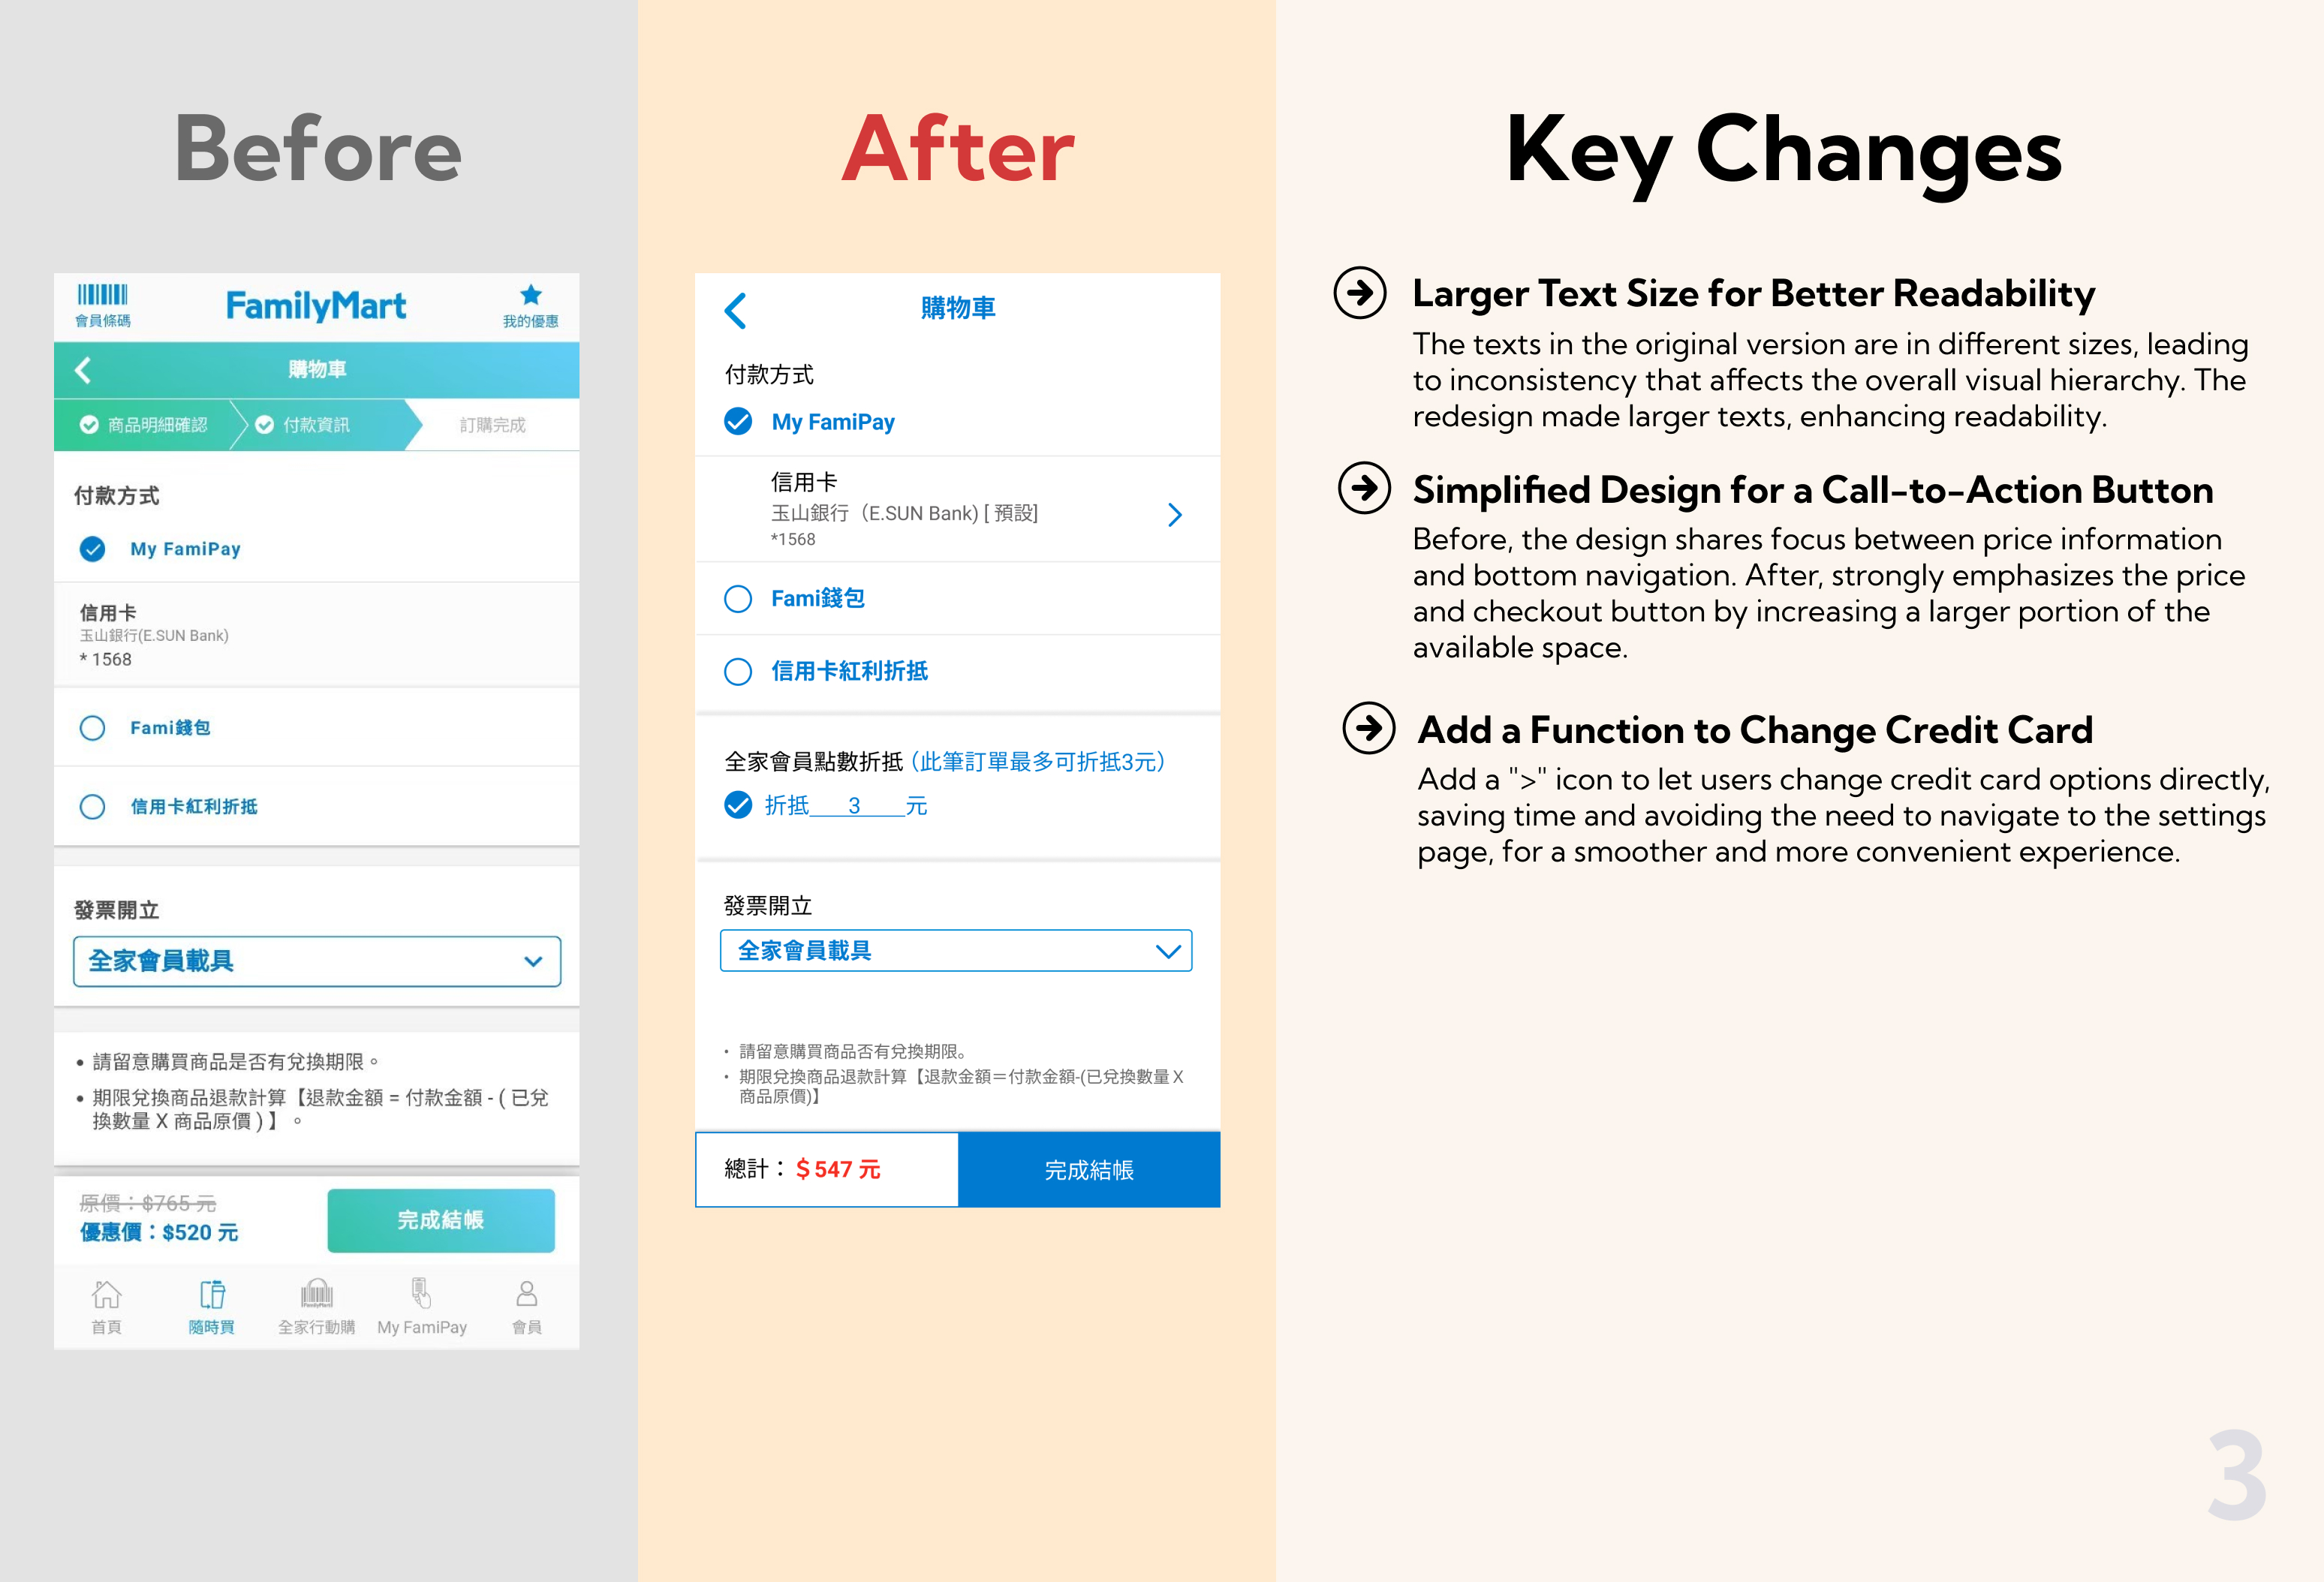 Before
會員條碼
FamilyMart
我的優惠
購物車
商品明細確認
付款資訊
訂購完成
付款方式
My FamiPay
信用卡
玉山銀行(E.SUN Bank)
* 1568
Fami錢包
信用卡紅利折抵
發票開立
全家會員載具
• 請留意購買商品是否有兌換期限。
• 期限兌換商品退款計算【退款金額 = 付款金額 - ( 已兌
換數量 X 商品原價 ) 】 。
原價：$765 元
優惠價：$520 元
完成結帳
首頁
隨時買
全家行動購
My FamiPay
會員
After
購物車
付款方式
My FamiPay
信用卡
玉山銀行（E.SUN Bank) [ 預設]
*1568
Fami錢包
信用卡紅利折抵
全家會員點數折抵（此筆訂單最多可折抵3元）
折抵___3____元
發票開立
全家會員載具
• 請留意購買商品否有兌換期限。
• 期限兌換商品退款計算【退款金額＝付款金額-(已兌換數量 X
商品原價)】
總計： $ 547 元
完成結帳
Key Changes
Larger Text Size for Better Readability
The texts in the original version are in different sizes, leading
to inconsistency that affects the overall visual hierarchy. The
redesign made larger texts, enhancing readability.
Simplified Design for a Call-to-Action Button
Before, the design shares focus between price information
and bottom navigation. After, strongly emphasizes the price
and checkout button by increasing a larger portion of the
available space.
Add a Function to Change Credit Card
Add a ">" icon to let users change credit card options directly,
saving time and avoiding the need to navigate to the settings
page, for a smoother and more convenient experience.
3